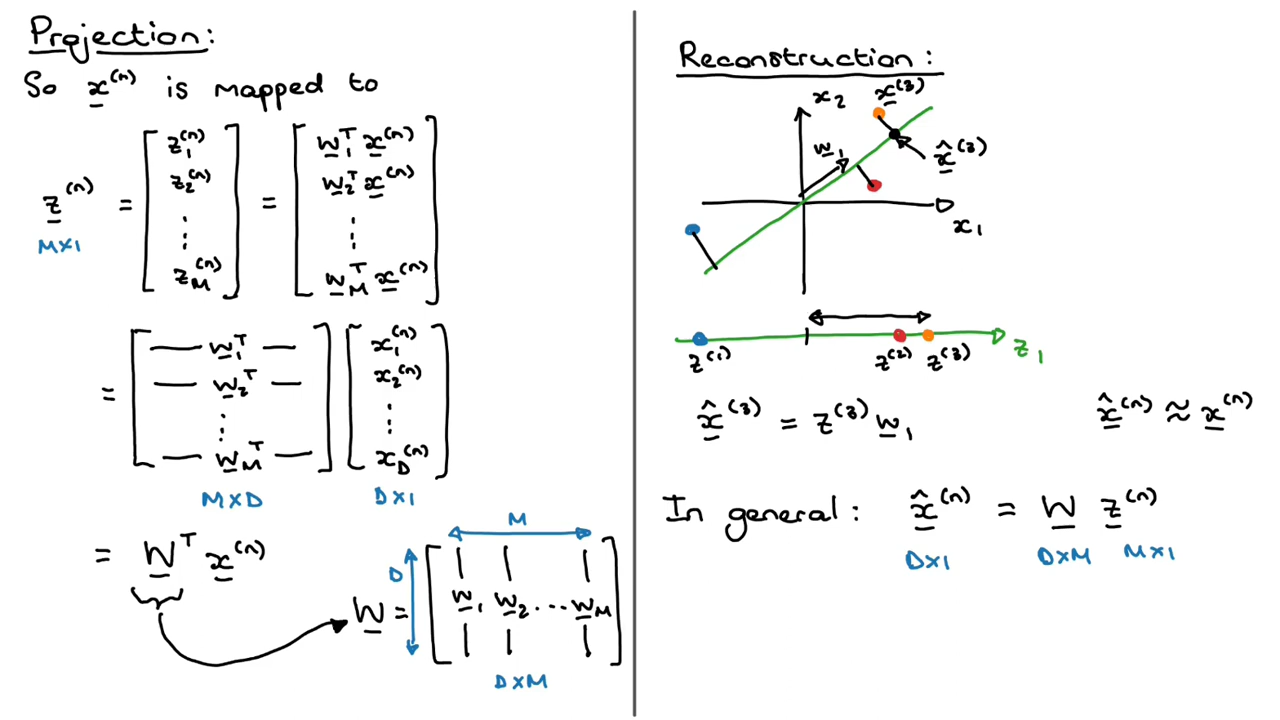 Projection:
So x^(n) is mapped to
z^(n) = [ z_1^(n) z_2^(n) ⋮ z_M^(n) ] = [ w_1^T x^(n) w_2^T x^(n) ⋮ w_M^T x^(n) ]
M×1
= [ — w_1^T — — w_2^T — ⋮ — w_M^T — ] [ x_1^(n) x_2^(n) ⋮ x_D^(n) ]
M×D D×1
= W^T x^(n)
M
D
W = [ w_1 w_2 ... w_M ]
D×M
Reconstruction:
x_2 x^(3)
w_1 x̂^(3)
x_1
z^(1) z^(2) z^(3) z_1
x̂^(3) = z^(3) w_1 x̂^(n) ≈ x^(n)
In general: x̂^(n) = W z^(n)
D×1 D×M M×1